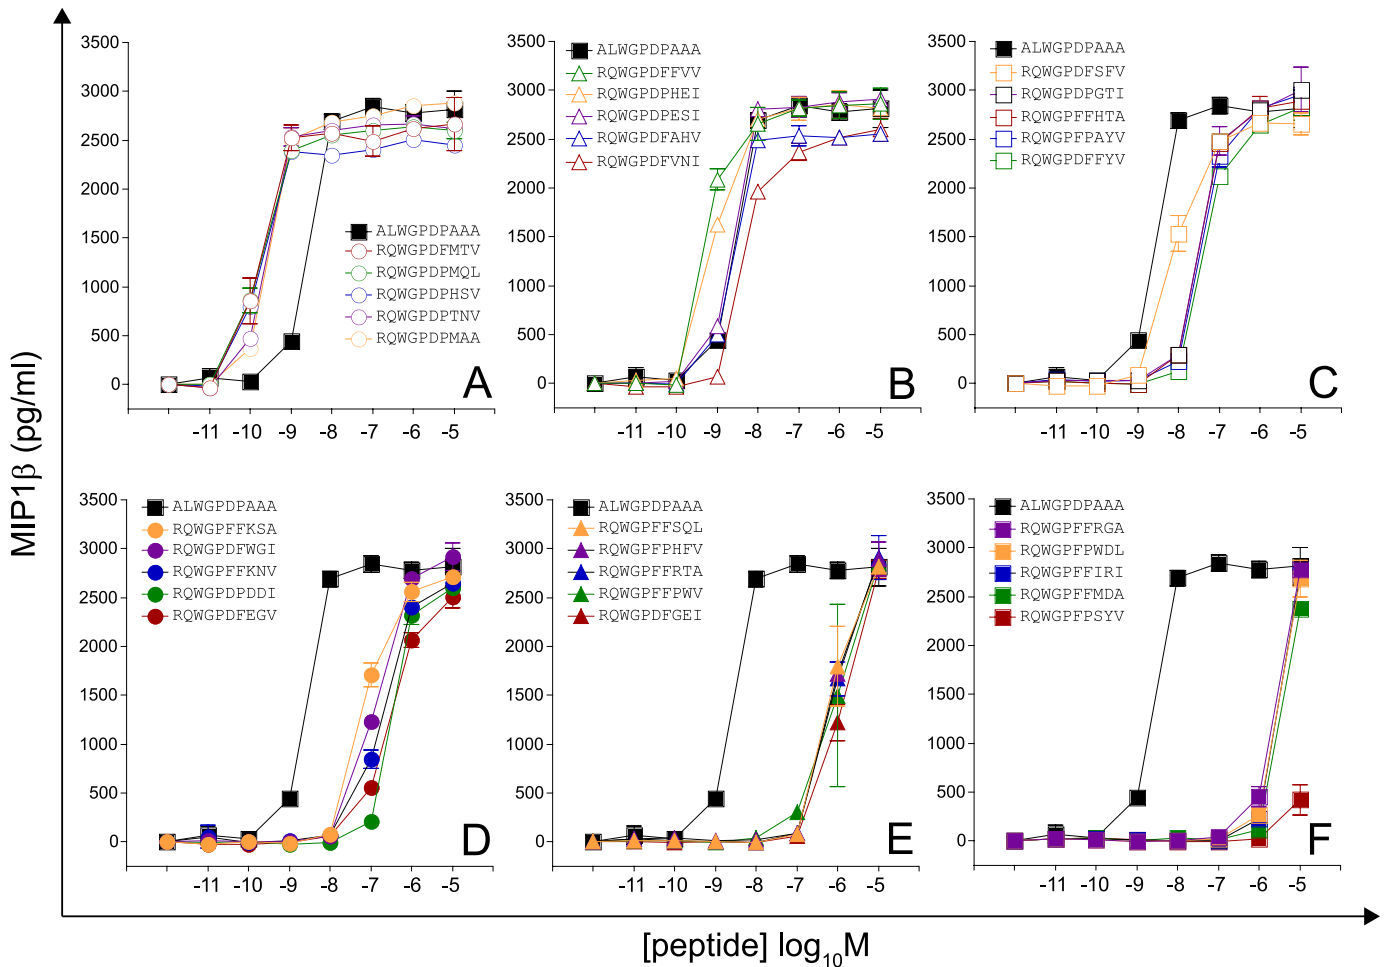 MIP1β (pg/ml)
3500
3000
2500
2000
1500
1000
500
0
ALWGPDPAAA
RQWGPDFMTV
RQWGPDPMQL
RQWGPDPHSV
RQWGPDPTNV
RQWGPDPMAA
A
-11 -10 -9 -8 -7 -6 -5
3500
3000
2500
2000
1500
1000
500
0
ALWGPDPAAA
RQWGPDFFVV
RQWGPDPHEI
RQWGPDPESI
RQWGPDFAHV
RQWGPDFVNI
B
-11 -10 -9 -8 -7 -6 -5
3500
3000
2500
2000
1500
1000
500
0
ALWGPDPAAA
RQWGPDFSFV
RQWGPDPGTI
RQWGPFFHTA
RQWGPFPAYV
RQWGPDFFYV
C
-11 -10 -9 -8 -7 -6 -5
3500
3000
2500
2000
1500
1000
500
0
ALWGPDPAAA
RQWGPFFKSA
RQWGPDFWGI
RQWGPFFKNV
RQWGPDPDDI
RQWGPDFEGV
D
-11 -10 -9 -8 -7 -6 -5
3500
3000
2500
2000
1500
1000
500
0
ALWGPDPAAA
RQWGPFFSQL
RQWGPFPHFV
RQWGPFFRTA
RQWGPFFPWV
RQWGPDFGEI
E
-11 -10 -9 -8 -7 -6 -5
3500
3000
2500
2000
1500
1000
500
0
ALWGPDPAAA
RQWGPFFRGA
RQWGPFPWDL
RQWGPFFIRI
RQWGPFFMDA
RQWGPFPSYV
F
-11 -10 -9 -8 -7 -6 -5
[peptide] log₁₀M